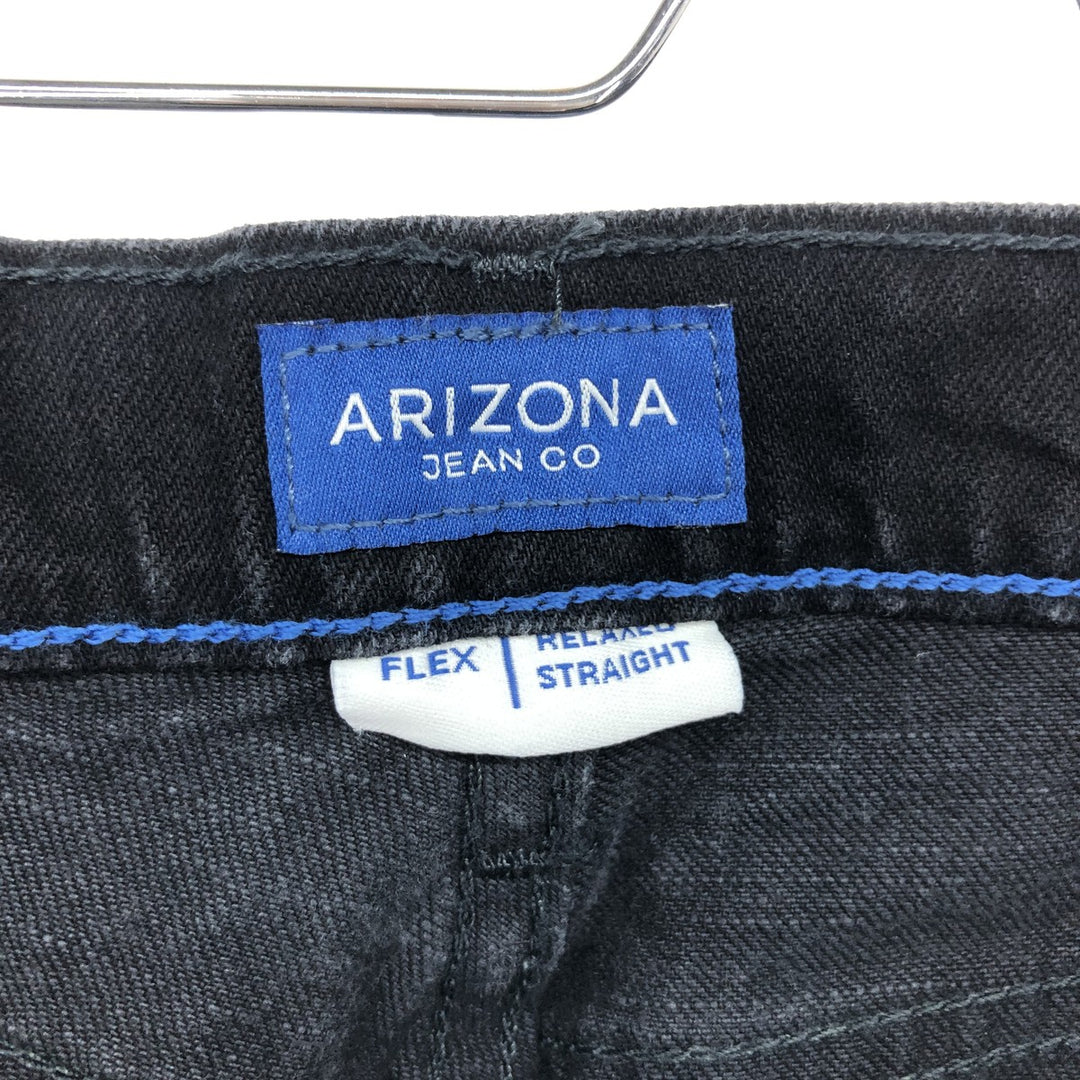 ARIZONA
JEAN CO
FLEX
RELAXED
STRAIGHT